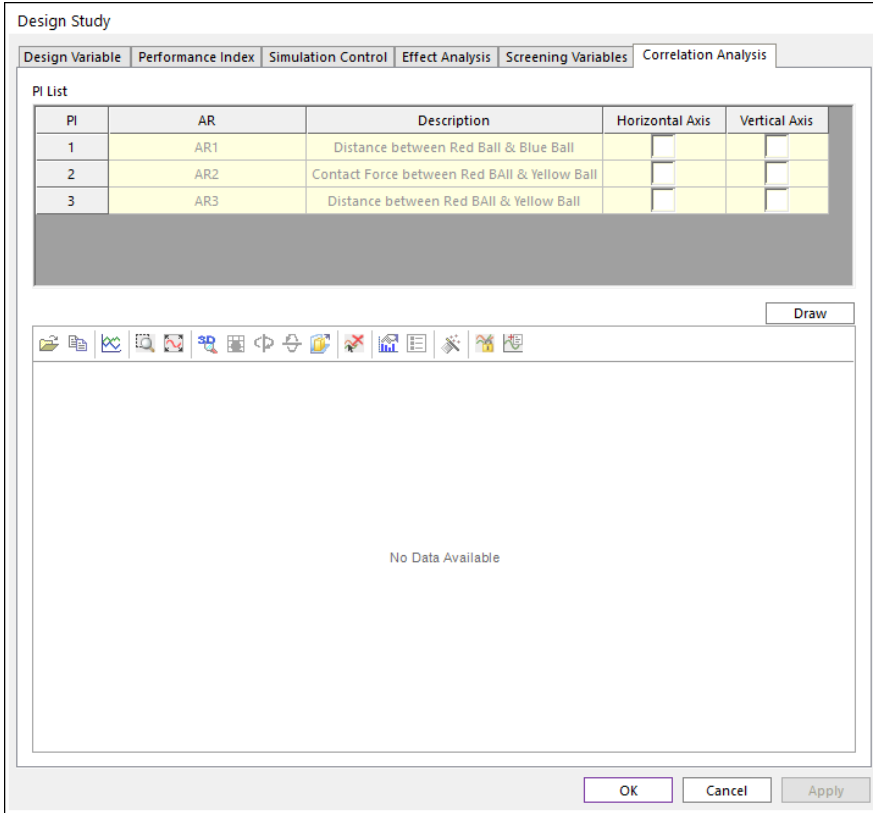 Design Study
Design Variable Performance Index Simulation Control Effect Analysis Screening Variables Correlation Analysis
PI List
PI AR Description Horizontal Axis Vertical Axis
1 AR1 Distance between Red Ball & Blue Ball
2 AR2 Contact Force between Red BAll & Yellow Ball
3 AR3 Distance between Red BAll & Yellow Ball
Draw
3D
No Data Available
OK Cancel Apply